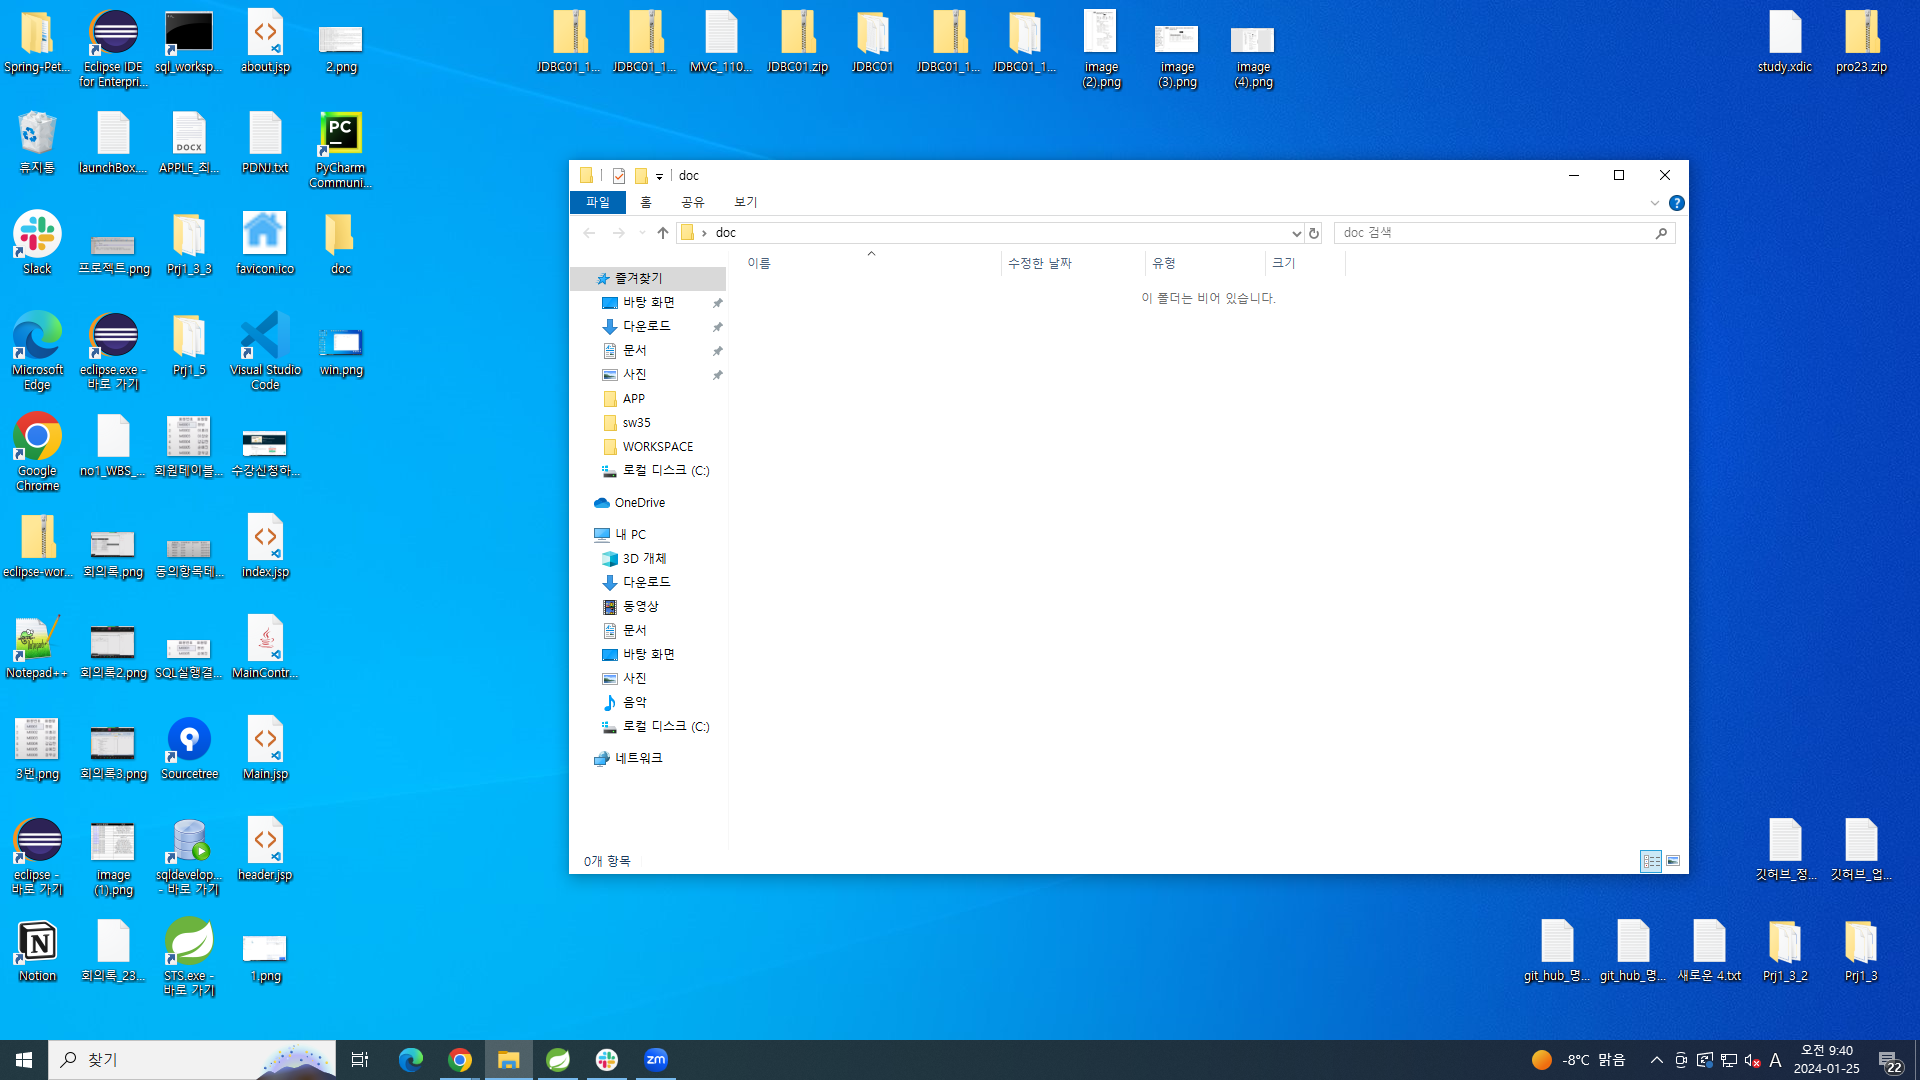 Spring-Pet...
Eclipse IDE
for Enterpri...
sql_worksp...
about.jsp
2.png
JDBC01_1...
JDBC01_1...
MVC_110...
JDBC01.zip
JDBC01
JDBC01_1...
JDBC01_1...
image
(2).png
image
(3).png
image
(4).png
study.xdic
pro23.zip
휴지통
launchBox....
DOCX
APPLE_최...
PDNJ.txt
PC
PyCharm
Communi...
Slack
프로젝트.png
Prj1_3_3
favicon.ico
doc
Microsoft
Edge
eclipse.exe -
바로 가기
Prj1_5
Visual Studio
Code
win.png
Google
Chrome
no1_WBS_...
회원테이블...
수강신청하...
eclipse-wor...
회의록.png
동의항목테...
index.jsp
Notepad++
회의록2.png
SQL실행결...
MainContr...
3번.png
회의록3.png
Sourcetree
Main.jsp
eclipse -
바로 가기
image
(1).png
sqldevelop...
- 바로 가기
header.jsp
Notion
회의록_23...
STS.exe -
바로 가기
1.png
doc
파일
홈
공유
보기
?
doc
doc 검색
이름
수정한 날짜
유형
크기
이 폴더는 비어 있습니다.
즐겨찾기
바탕 화면
다운로드
문서
사진
APP
sw35
WORKSPACE
로컬 디스크 (C:)
OneDrive
내 PC
3D 개체
다운로드
동영상
문서
바탕 화면
사진
음악
로컬 디스크 (C:)
네트워크
0개 항목
깃허브_정...
깃허브_업...
git_hub_명...
git_hub_명...
새로운 4.txt
Prj1_3_2
Prj1_3
찾기
zm
-8°C 맑음
A
오전 9:40
2024-01-25
22